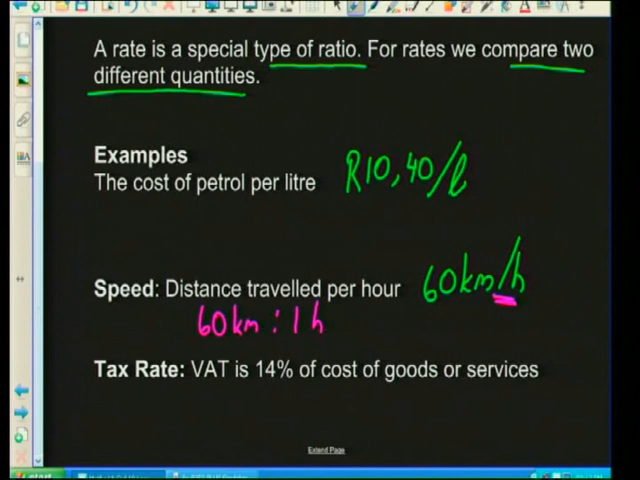 A rate is a special type of ratio. For rates we compare two
different quantities.
Examples
The cost of petrol per litre R10,40/l
Speed: Distance travelled per hour 60km/h
60km : 1 h
Tax Rate: VAT is 14% of cost of goods or services
Extend Page
start